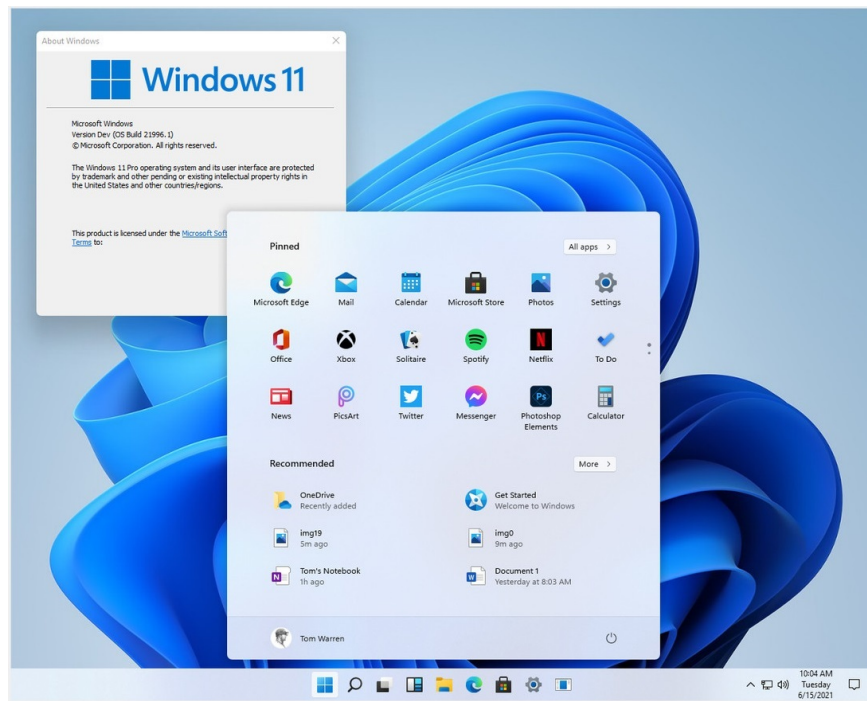 About Windows
Windows 11
Microsoft Windows
Version Dev (OS Build 21996.1)
© Microsoft Corporation. All rights reserved.
The Windows 11 Pro operating system and its user interface are protected
by trademark and other pending or existing intellectual property rights in
the United States and other countries/regions.
This product is licensed under the Microsoft Soft
Terms to:
Pinned
All apps >
Microsoft Edge
Mail
Calendar
Microsoft Store
Photos
Settings
Office
Xbox
Solitaire
Spotify
Netflix
To Do
News
PicsArt
Twitter
Messenger
Ps
Photoshop
Elements
Calculator
Recommended
More >
OneDrive
Recently added
Get Started
Welcome to Windows
img19
5m ago
img0
9m ago
Tom's Notebook
1h ago
Document 1
Yesterday at 8:03 AM
Tom Warren
10:04 AM
Tuesday
6/15/2021